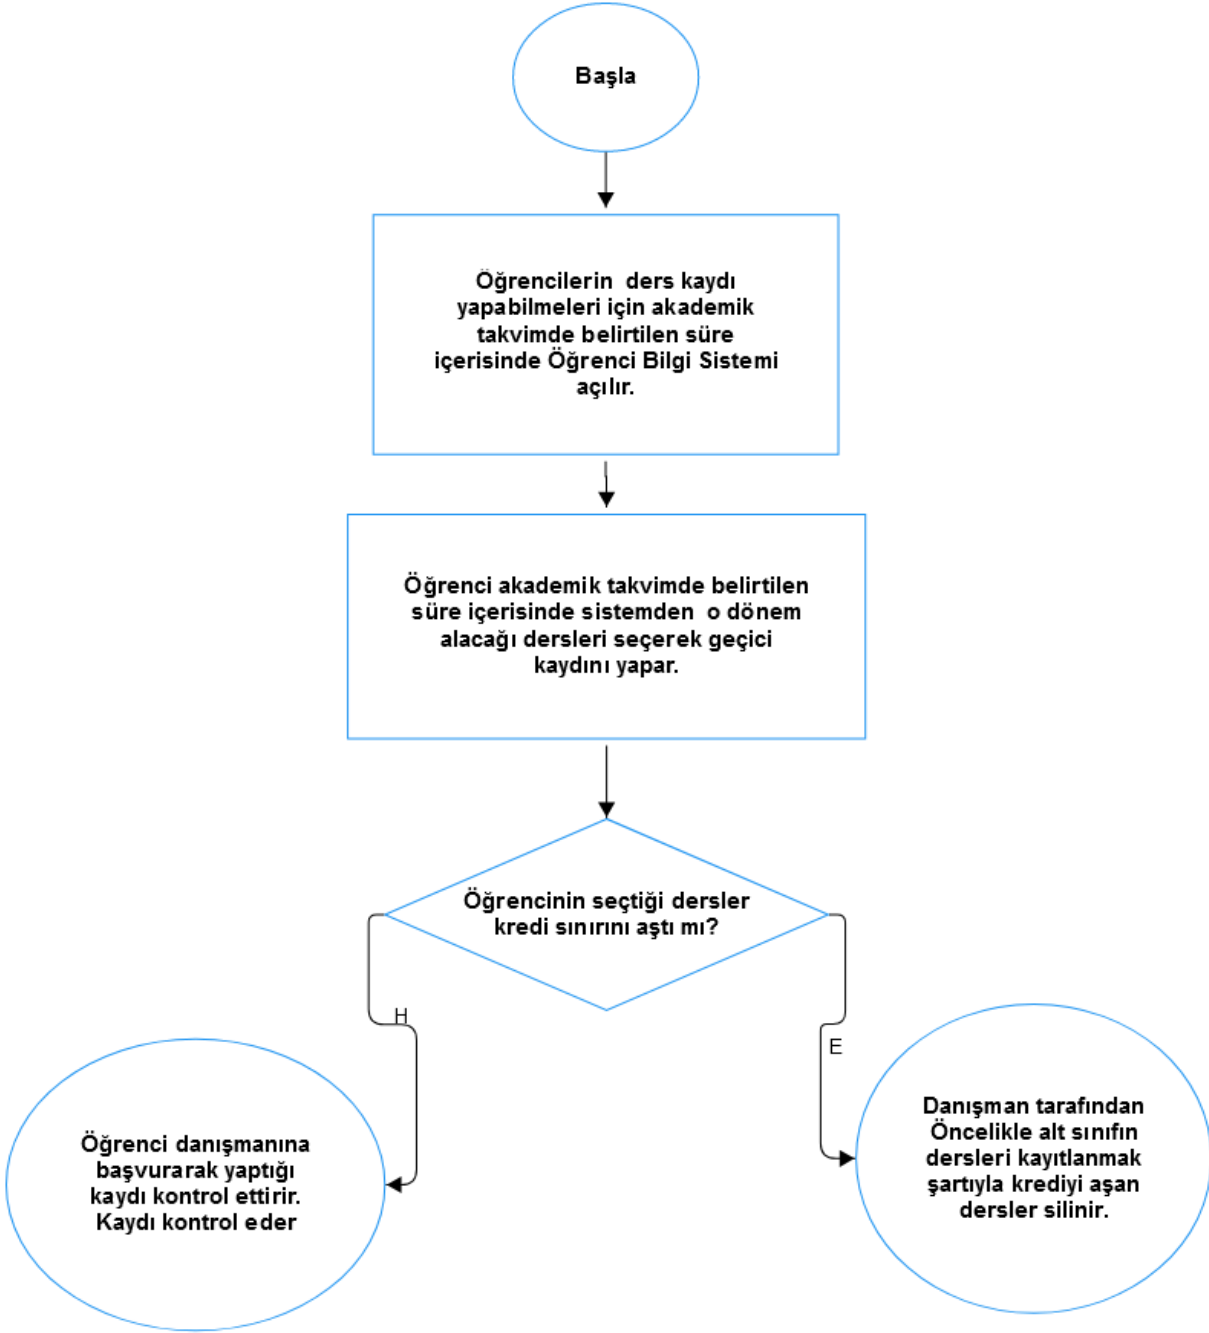 Başla
Öğrencilerin ders kaydı
yapabilmeleri için akademik
takvimde belirtilen süre
içerisinde Öğrenci Bilgi Sistemi
açılır.
Öğrenci akademik takvimde belirtilen
süre içerisinde sistemden o dönem
alacağı dersleri seçerek geçici
kaydını yapar.
Öğrencinin seçtiği dersler
kredi sınırını aştı mı?
H
E
Öğrenci danışmanına
başvurarak yaptığı
kaydı kontrol ettirir.
Kaydı kontrol eder
Danışman tarafından
Öncelikle alt sınıfın
dersleri kayıtlanmak
şartıyla krediyi aşan
dersler silinir.